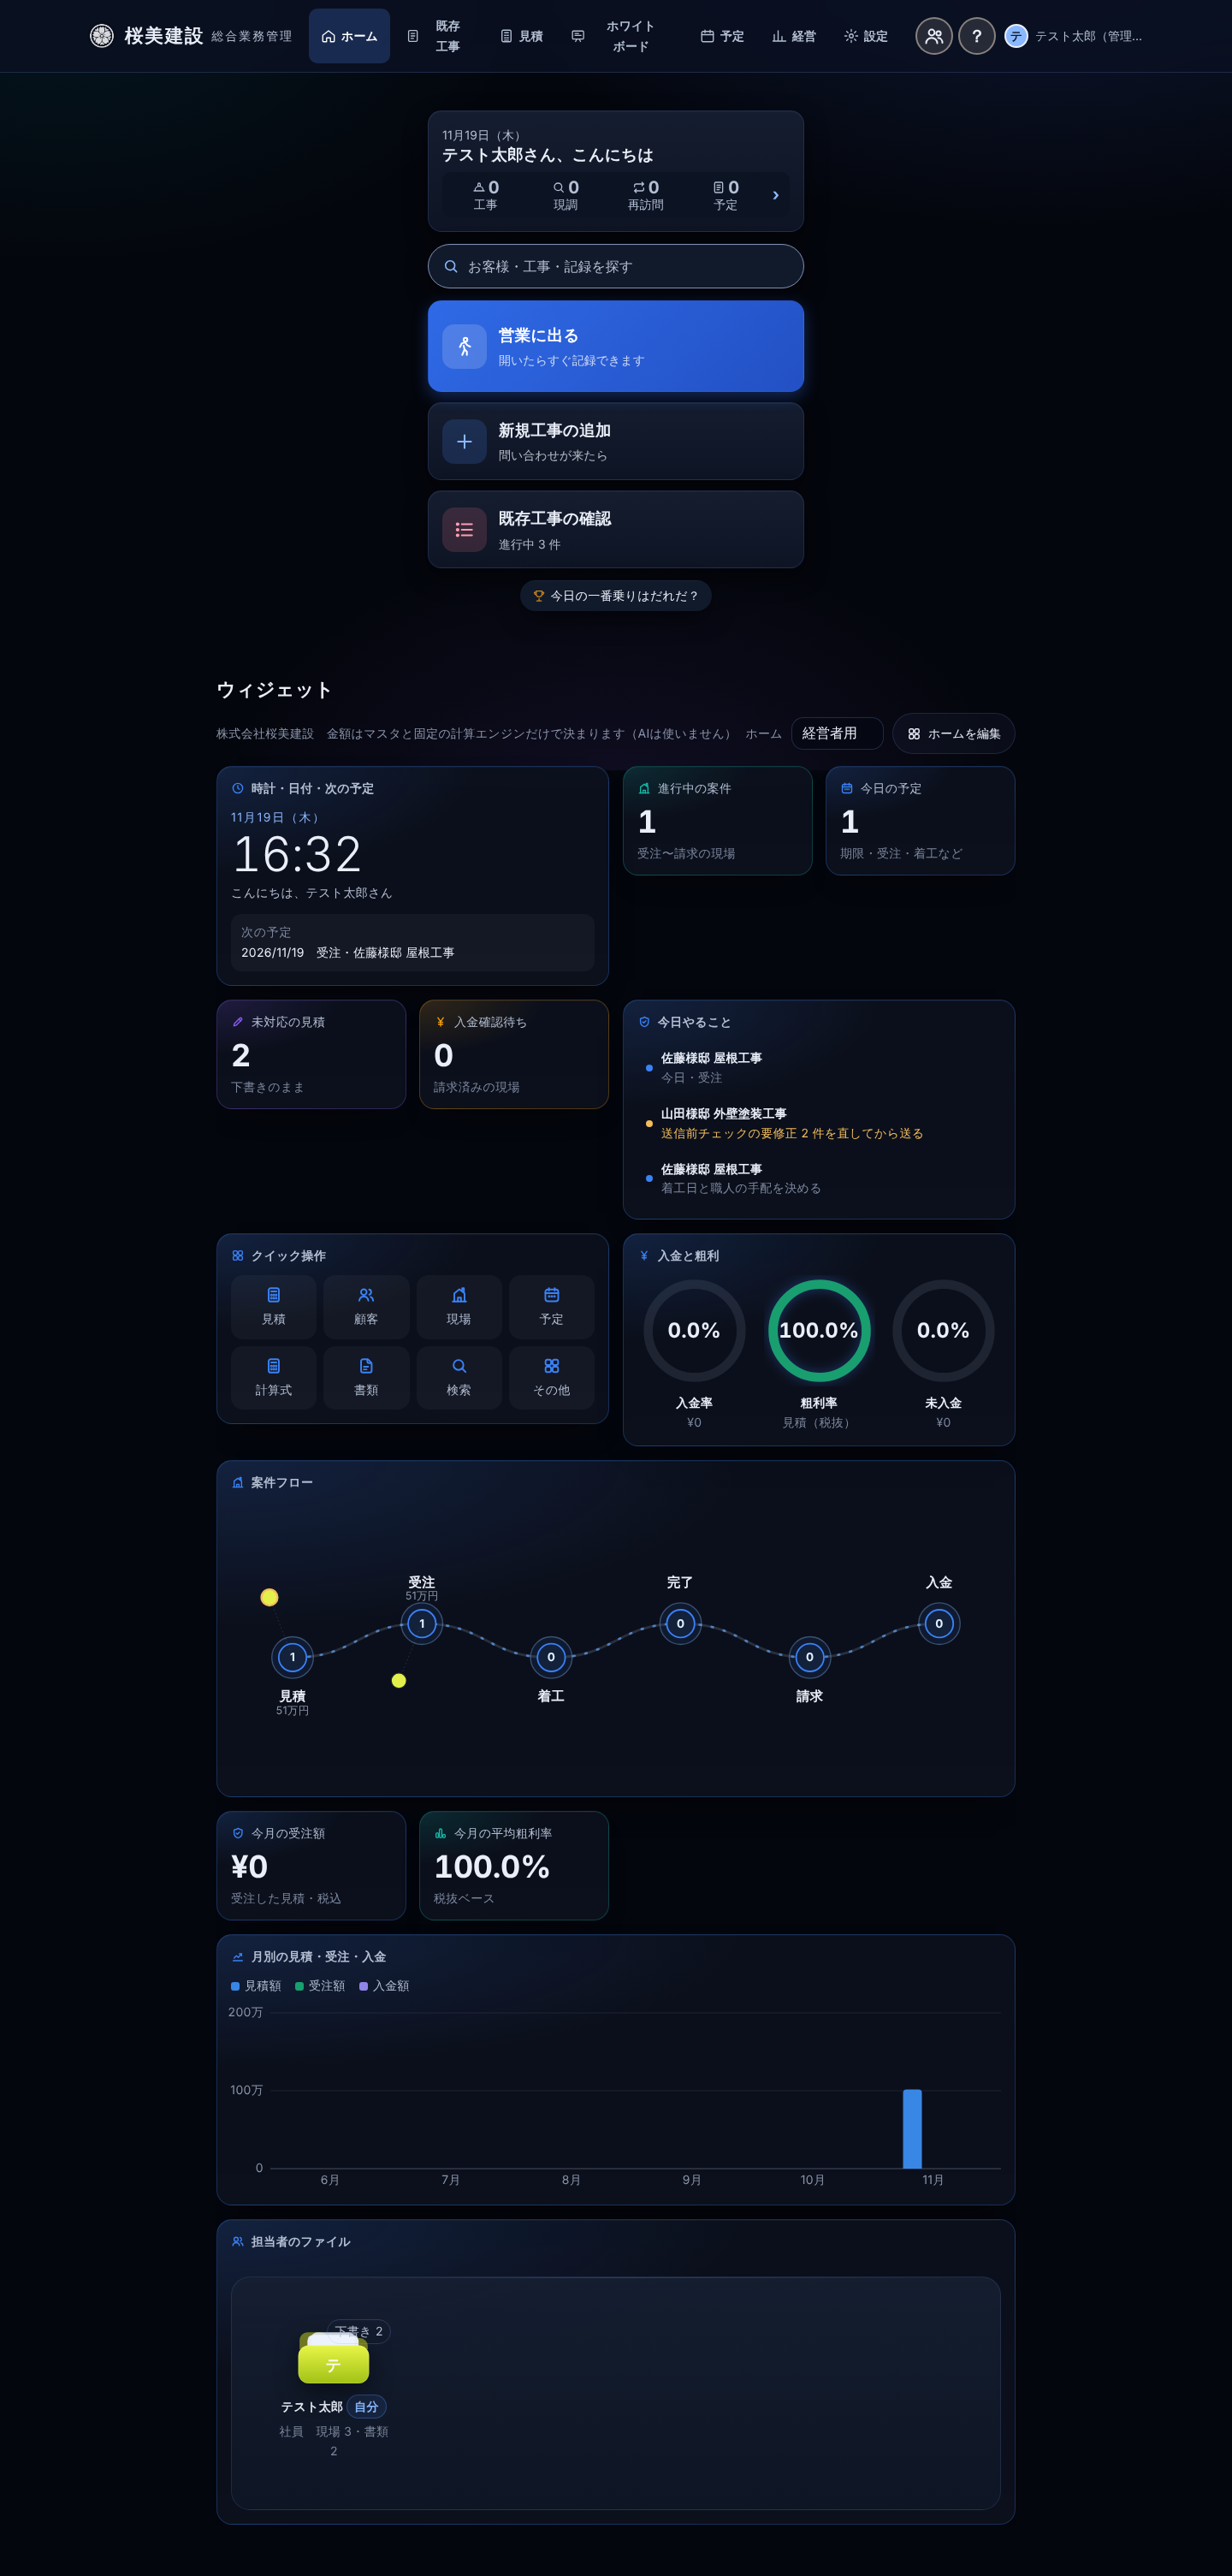 桜美建設 総合業務管理
ホーム
既存
工事
見積
ホワイト
ボード
予定
経営
設定
?
テ テスト太郎（管理...
11月19日（木）
テスト太郎さん、こんにちは
0 0 0 0
工事 現調 再訪問 予定
お客様・工事・記録を探す
営業に出る
開いたらすぐ記録できます
新規工事の追加
問い合わせが来たら
既存工事の確認
進行中 3 件
今日の一番乗りはだれだ？
ウィジェット
株式会社桜美建設 金額はマスタと固定の計算エンジンだけで決まります（AIは使いません） ホーム 経営者用 ホームを編集
時計・日付・次の予定
11月19日（木）
16:32
こんにちは、テスト太郎さん
次の予定
2026/11/19 受注・佐藤様邸 屋根工事
進行中の案件
1
受注〜請求の現場
今日の予定
1
期限・受注・着工など
未対応の見積
2
下書きのまま
¥ 入金確認待ち
0
請求済みの現場
今日やること
佐藤様邸 屋根工事
今日・受注
山田様邸 外壁塗装工事
送信前チェックの要修正 2 件を直してから送る
佐藤様邸 屋根工事
着工日と職人の手配を決める
クイック操作
見積 顧客 現場 予定
計算式 書類 検索 その他
¥ 入金と粗利
0.0% 100.0% 0.0%
入金率 粗利率 未入金
¥0 見積（税抜） ¥0
案件フロー
受注 完了 入金
51万円
1 0 0
1 0 0
見積 着工 請求
51万円
今月の受注額
¥0
受注した見積・税込
今月の平均粗利率
100.0%
税抜ベース
月別の見積・受注・入金
見積額 受注額 入金額
200万
100万
0
6月 7月 8月 9月 10月 11月
担当者のファイル
下書き 2
テ
テスト太郎 自分
社員 現場 3・書類
2